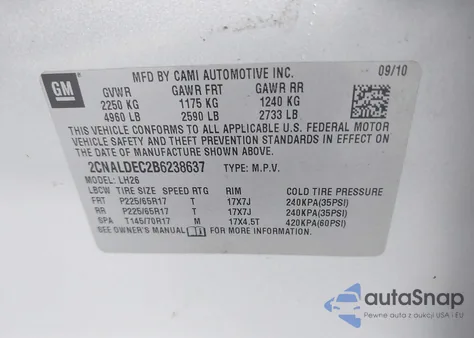 GM
MFD BY CAMI AUTOMOTIVE INC. 09/10
GVWR GAWR FRT GAWR RR
2250 KG 1175 KG 1240 KG
4960 LB 2590 LB 2733 LB
THIS VEHICLE CONFORMS TO ALL APPLICABLE U.S. FEDERAL MOTOR
VEHICLE SAFETY AND THEFT PREVENTION STANDARDS IN EFFECT ON
THE DATE OF MANUFACTURE SHOWN ABOVE.
2CNALDEC2B6238637 TYPE: M.P.V.
MODEL: LH26
LBCW TIRE SIZE SPEED RTG RIM COLD TIRE PRESSURE
FRT P225/65R17 T 17X7J 240KPA(35PSI)
RR P225/65R17 T 17X7J 240KPA(35PSI)
SPA T145/70R17 M 17X4.5T 420KPA(60PSI)
SEE OWNER'S MANUAL FOR MORE INFORMATION.
autoSnap
Pewne auta z aukcji w USA i EU